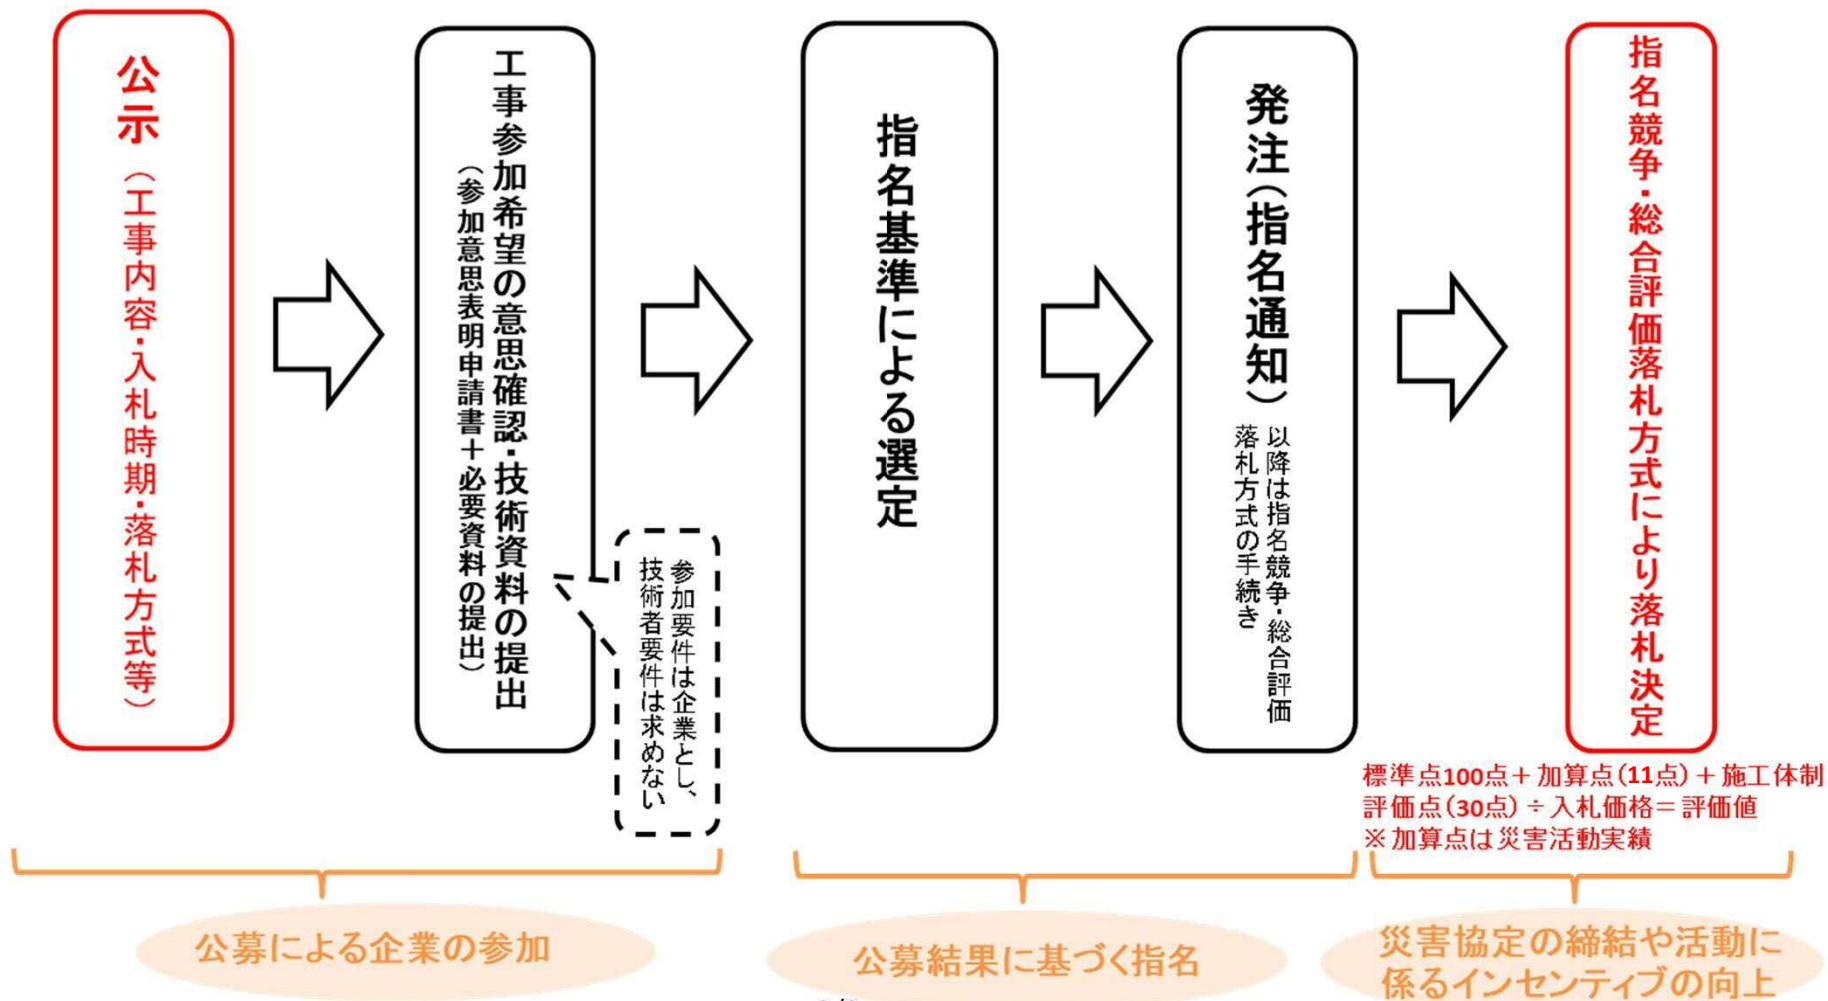 公示（工事内容・入札時期・落札方式等）
工事参加希望の意思確認・技術資料の提出
（参加意思表明申請書＋必要資料の提出）
参加要件は企業とし、
技術者要件は求めない
指名基準による選定
発注（指名通知）
以降は指名競争・総合評価
落札方式の手続き
指名競争・総合評価落札方式により落札決定
標準点100点＋加算点（11点）＋施工体制
評価点（30点）÷入札価格＝評価値
※加算点は災害活動実績
公募による企業の参加
公募結果に基づく指名
災害協定の締結や活動に
係るインセンティブの向上